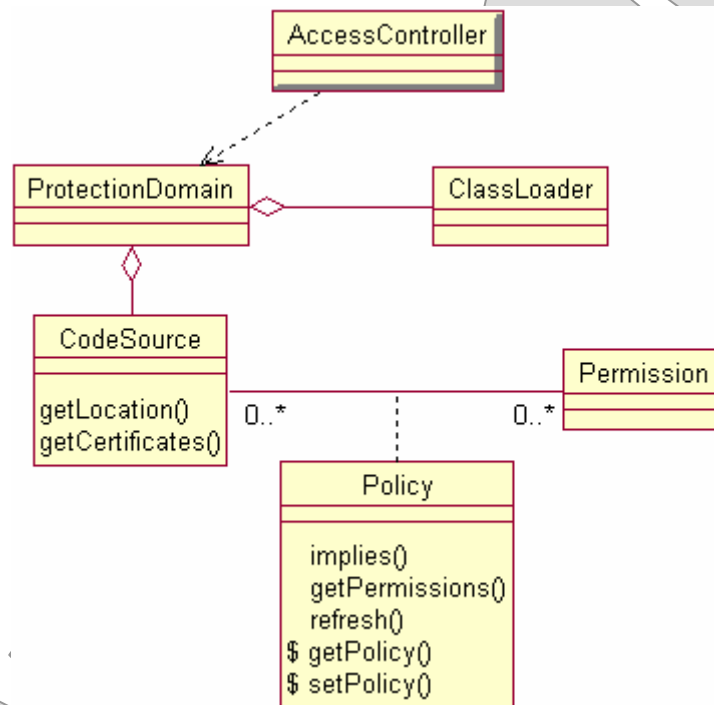 AccessController
ProtectionDomain
ClassLoader
CodeSource
getLocation()
getCertificates()
0..*
0..*
Permission
Policy
implies()
getPermissions()
refresh()
$ getPolicy()
$ setPolicy()